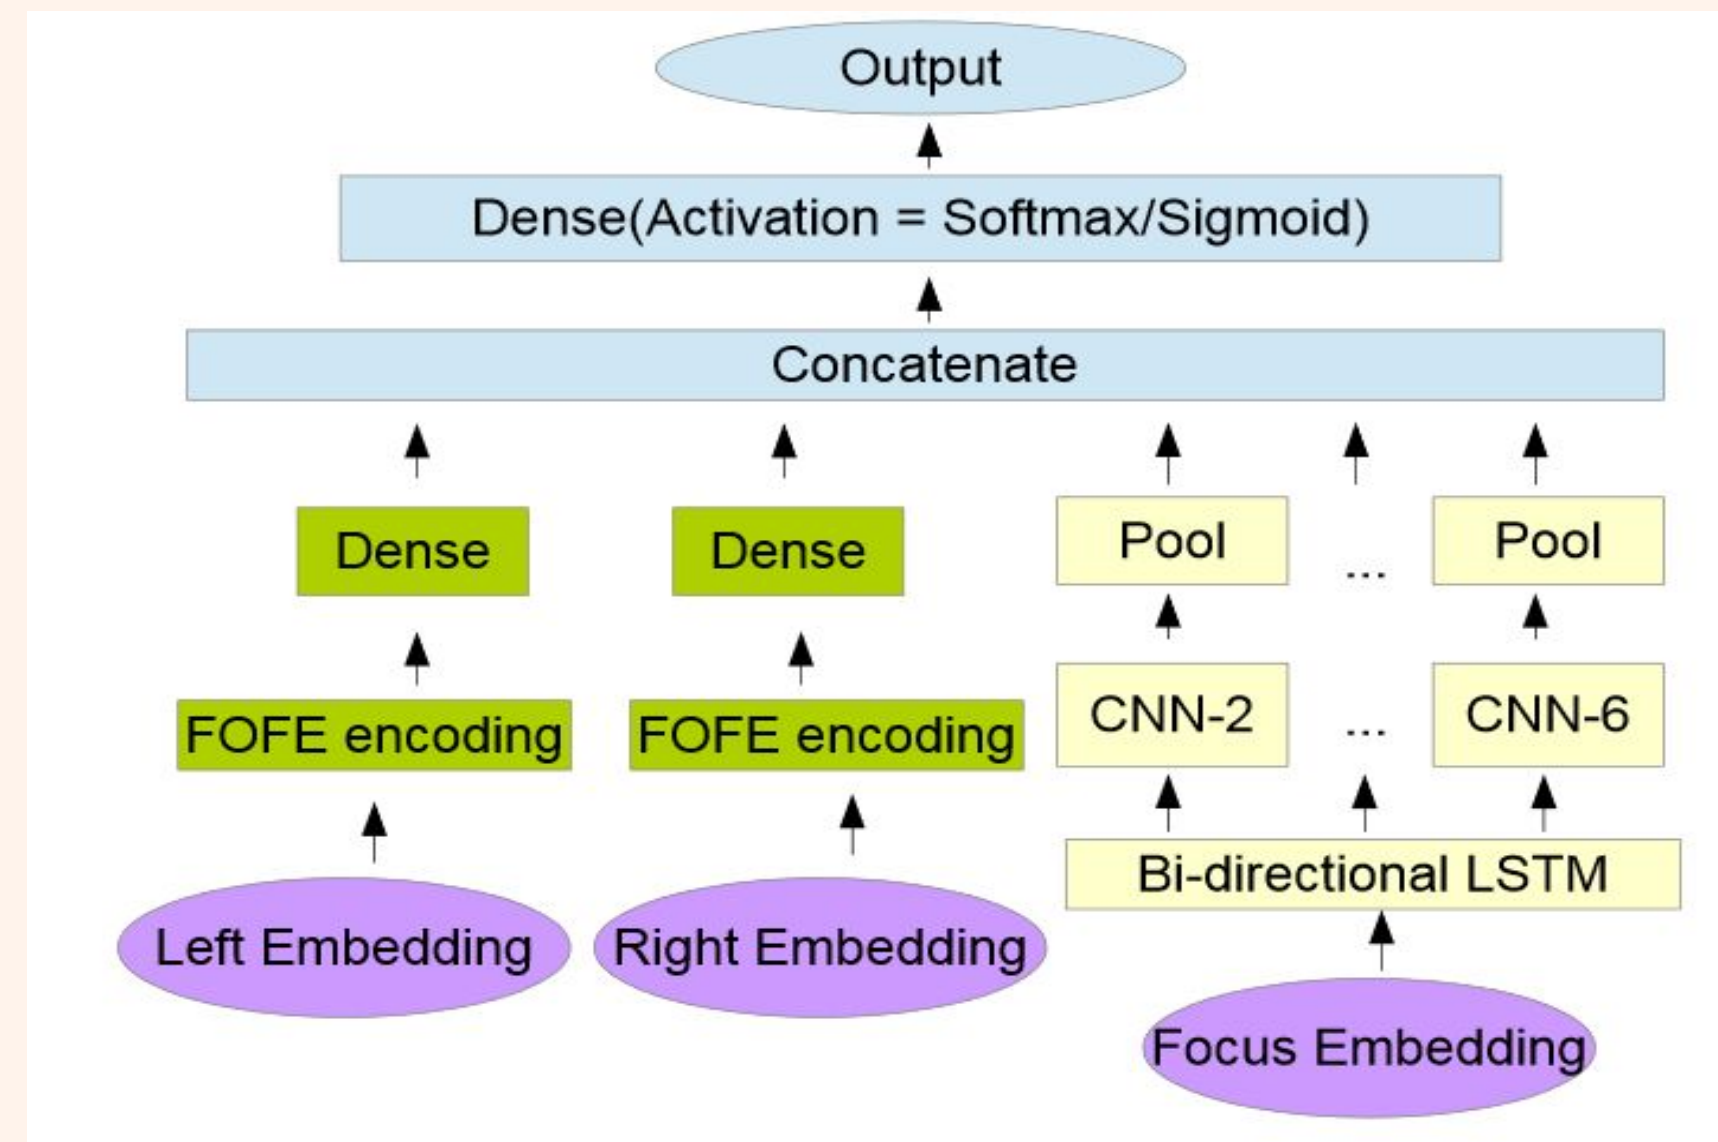 Output
Dense(Activation = Softmax/Sigmoid)
Concatenate
Dense
Dense
Pool
...
Pool
FOFE encoding
FOFE encoding
CNN-2
...
CNN-6
Bi-directional LSTM
Left Embedding
Right Embedding
Focus Embedding